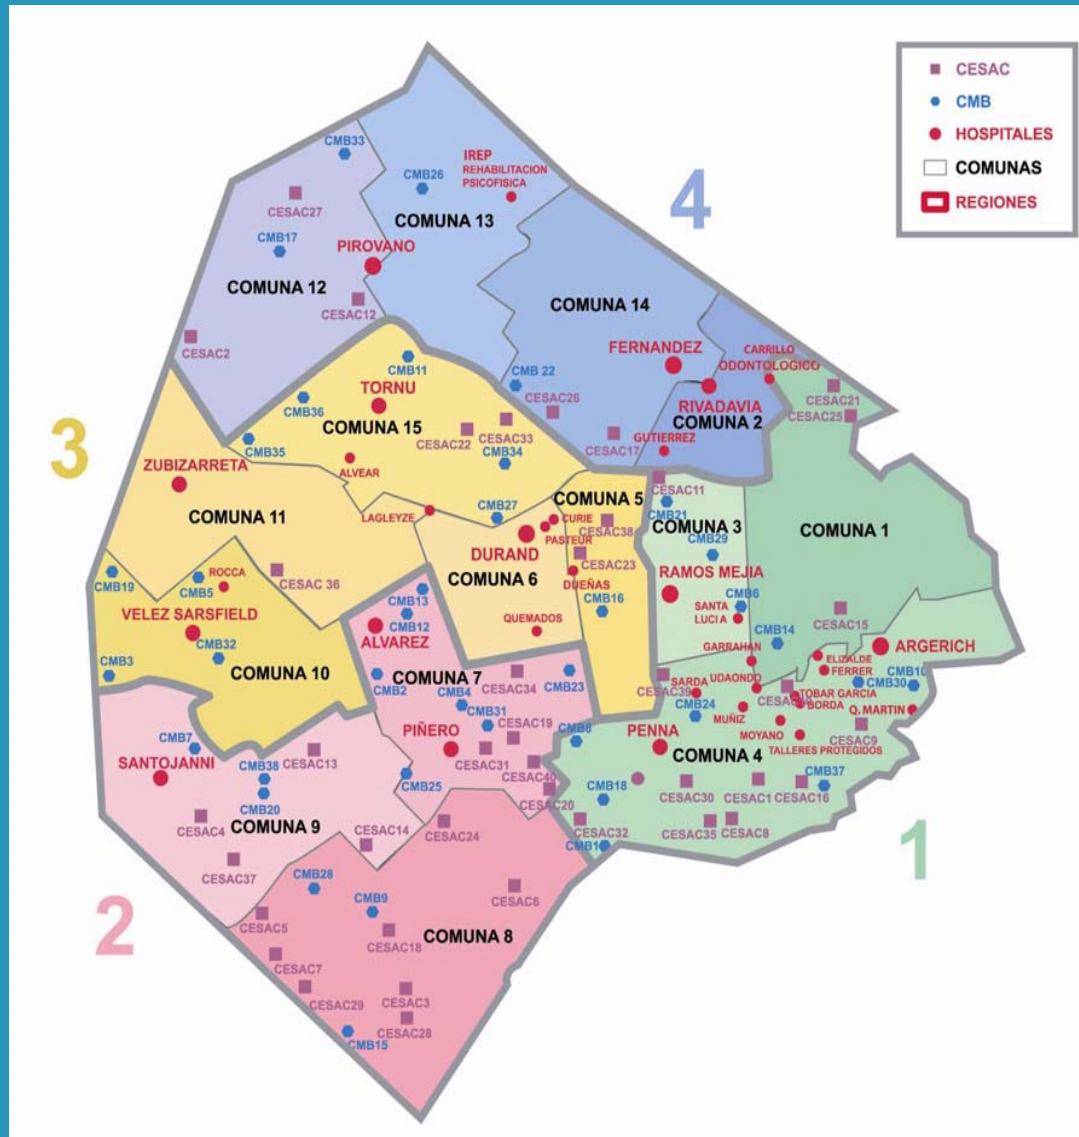 CESAC
CMB
HOSPITALES
COMUNAS
REGIONES
CMB33
CESAC27
CMB17
COMUNA 12
CESAC12
CESAC2
PIROVANO
CMB26
COMUNA 13
IREP
REHABILITACION
PSICOFISICA
4
COMUNA 14
FERNANDEZ
CMB 22
CESAC26
CESAC17
CARRILLO
ODONTOLOGICO
RIVADAVIA
COMUNA 2
GUTIERREZ
CESAC21
CESAC25
3
CMB11
TORNU
CMB36
CMB35
COMUNA 15
CESAC22
CESAC33
CMB34
ALVEAR
CMB27
LAGLEYZE
ZUBIZARRETA
COMUNA 11
CESAC 36
CMB19
CMB5
ROCCA
VELEZ SARSFIELD
CMB32
CMB3
COMUNA 10
DURAND
CURIE
PASTEUR
COMUNA 6
QUEMADOS
COMUNA 5
CESAC38
CESAC23
DUEÑAS
CMB16
CESAC11
CMB21
COMUNA 3
CMB29
RAMOS MEJIA
CMB6
SANTA
LUCIA
COMUNA 1
CESAC15
CMB14
GARRAHAN
ARGERICH
ELIZALDE
FERRER
CMB10
CMB30
CESAC39
SARDA
UDAONDO
TOBAR GARCIA
BORDA
Q. MARTIN
CMB24
MUÑIZ
MOYANO
TALLERES PROTEGIDOS
CESAC9
PENNA
COMUNA 4
CMB8
CMB18
CESAC30
CESAC1
CESAC16
CMB37
CESAC32
CESAC35
CESAC8
1
CMB13
CMB12
ALVAREZ
CMB2
COMUNA 7
CMB4
CMB31
CESAC34
CMB23
CESAC19
PIÑERO
CESAC31
CESAC40
CESAC20
CMB25
CMB7
SANTOJANNI
CMB38
CMB20
CESAC13
CESAC4
COMUNA 9
CESAC37
CESAC14
CESAC24
2
CMB28
CMB9
CESAC6
CESAC5
CESAC18
COMUNA 8
CESAC7
CESAC29
CESAC3
CESAC28
CMB15